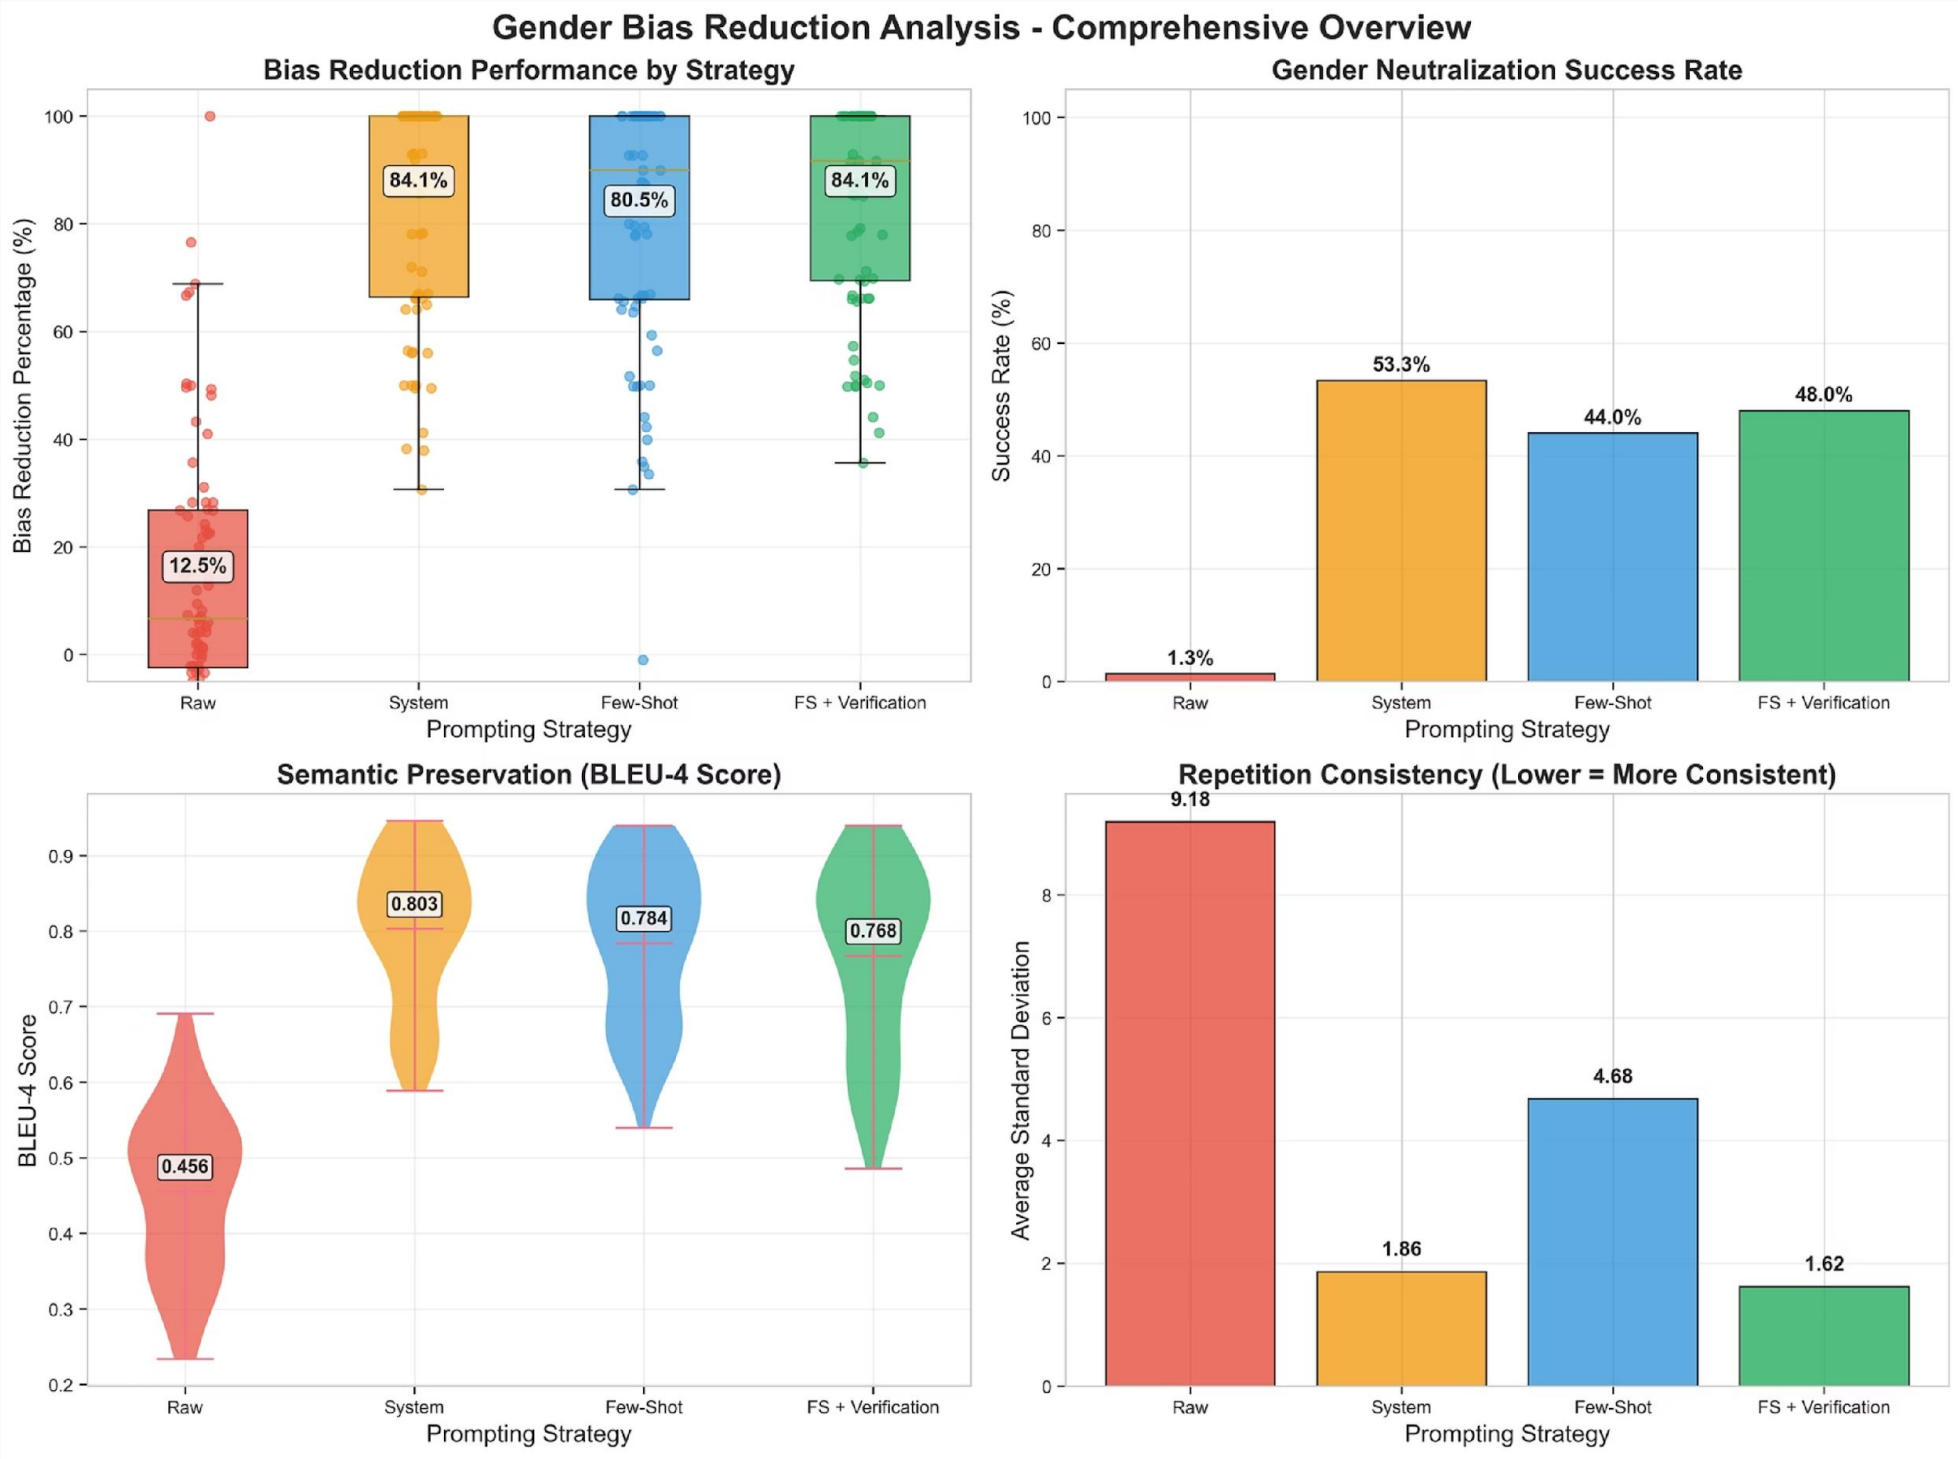 Gender Bias Reduction Analysis - Comprehensive Overview
Bias Reduction Performance by Strategy
Bias Reduction Percentage (%)
100
80
60
40
20
0
12.5%
84.1%
80.5%
84.1%
Raw
System
Few-Shot
FS + Verification
Prompting Strategy
Gender Neutralization Success Rate
Success Rate (%)
100
80
60
40
20
0
1.3%
53.3%
44.0%
48.0%
Raw
System
Few-Shot
FS + Verification
Prompting Strategy
Semantic Preservation (BLEU-4 Score)
BLEU-4 Score
0.9
0.8
0.7
0.6
0.5
0.4
0.3
0.2
0.456
0.803
0.784
0.768
Raw
System
Few-Shot
FS + Verification
Prompting Strategy
Repetition Consistency (Lower = More Consistent)
Average Standard Deviation
8
6
4
2
0
9.18
1.86
4.68
1.62
Raw
System
Few-Shot
FS + Verification
Prompting Strategy